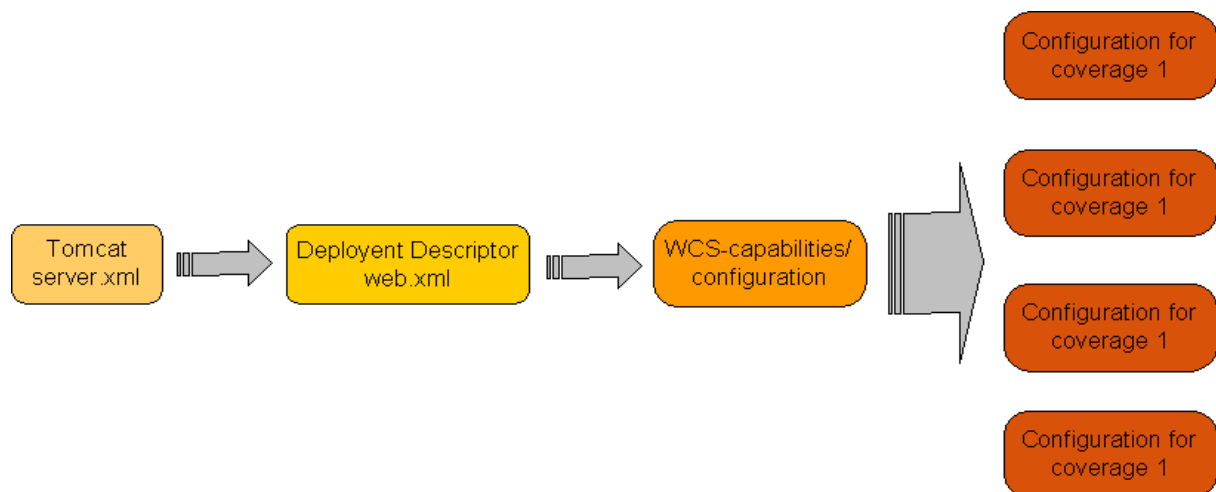 Tomcat
server.xml
Deployent Descriptor
web.xml
WCS-capabilities/
configuration
Configuration for
coverage 1
Configuration for
coverage 1
Configuration for
coverage 1
Configuration for
coverage 1